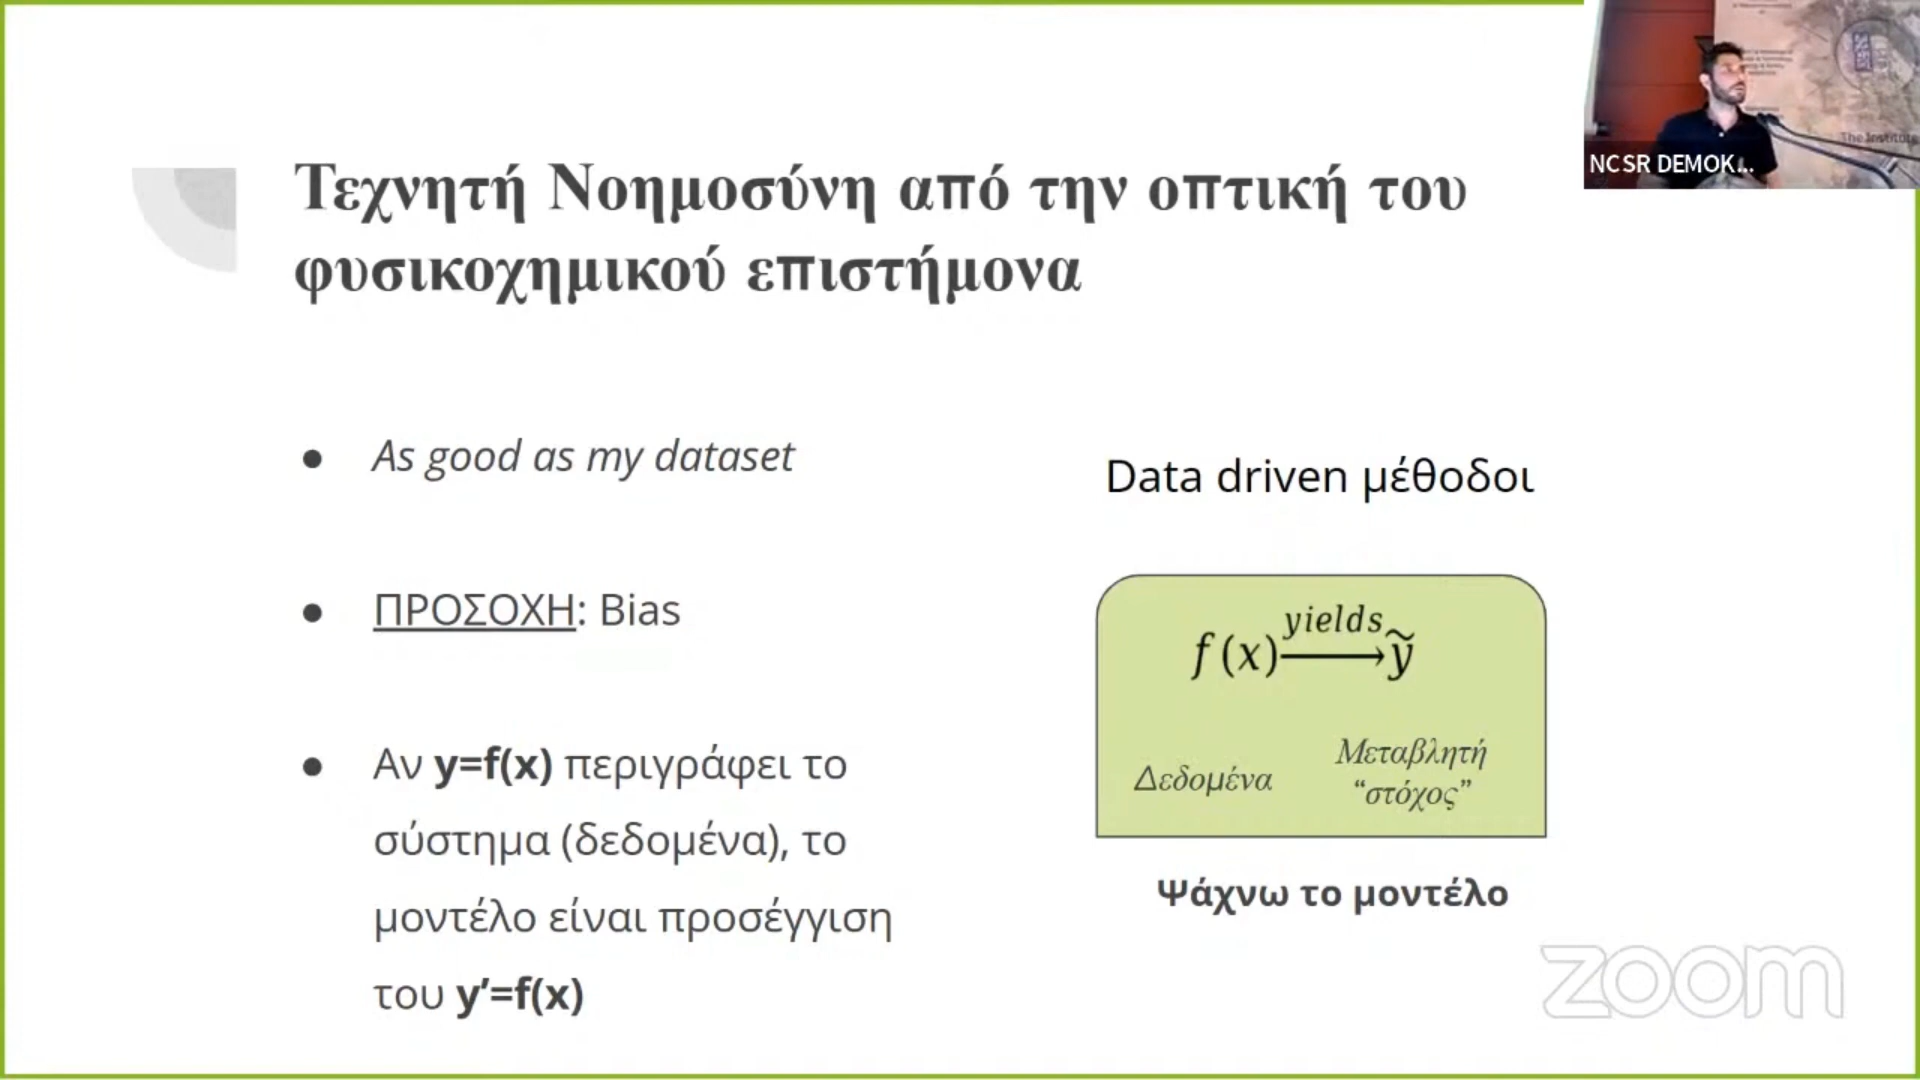 Τεχνητή Νοημοσύνη από την οπτική του
φυσικοχημικού επιστήμονα
NCSR DEMOK...
The Institute
● As good as my dataset
● ΠΡΟΣΟΧΗ: Bias
● Αν y=f(x) περιγράφει το
σύστημα (δεδομένα), το
μοντέλο είναι προσέγγιση
του y’=f(x)
Data driven μέθοδοι
f(x) yields→ ỹ
Δεδομένα
Μεταβλητή
“στόχος”
Ψάχνω το μοντέλο
zoom